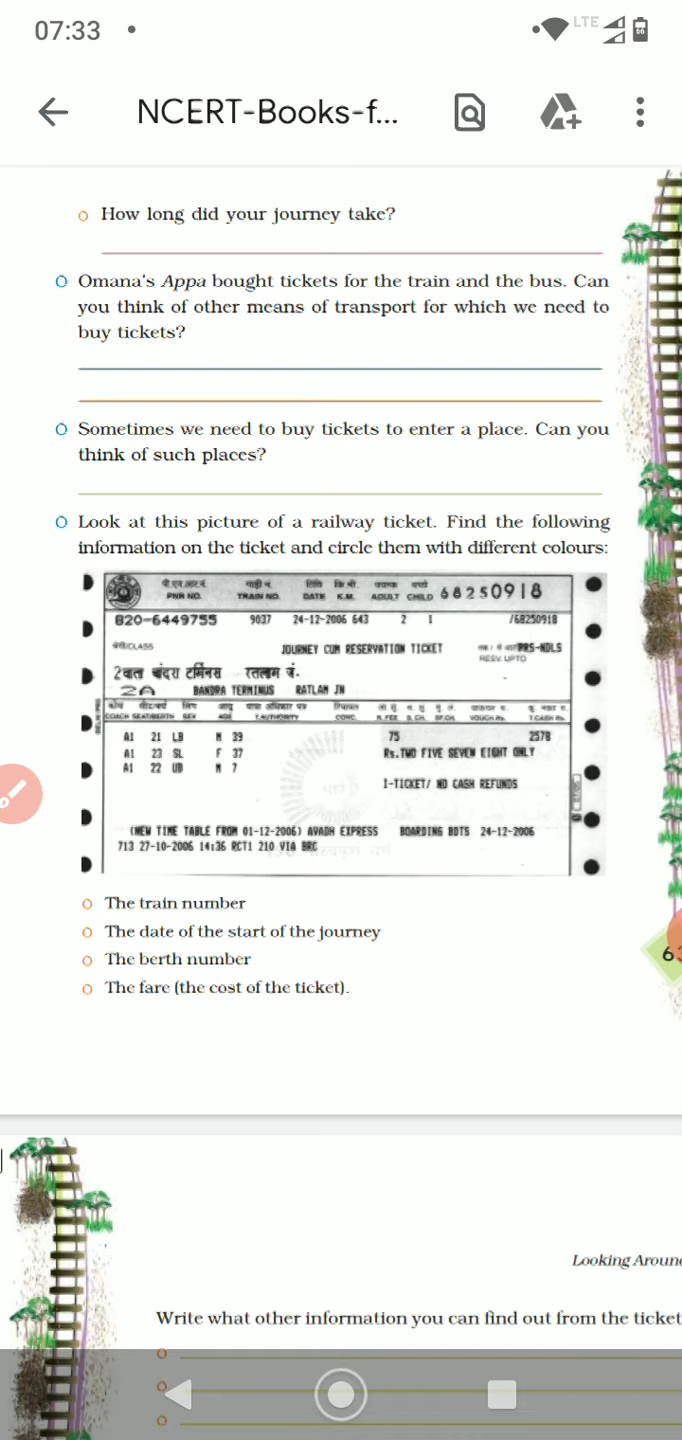 07:33
LTE
66
NCERT-Books-f...
How long did your journey take?
Omana's Appa bought tickets for the train and the bus. Can
you think of other means of transport for which we need to
buy tickets?
Sometimes we need to buy tickets to enter a place. Can you
think of such places?
Look at this picture of a railway ticket. Find the following
information on the ticket and circle them with different colours:
PNR NO. TRAIN NO. DATE K.M. ADULT CHILD 68250918
820-6449755 9037 24-12-2006 643 2 1 /68250918
CLASS JOURNEY CUM RESERVATION TICKET PRS-NDLS
RESV. UPTO
2वाता बांदरा टर्मिनस रतलाम जं.
2A BANDRA TERMINUS RATLAM JN
COACH SEAT/BERTH SEX AGE T.AUTHORITY CONC. R.FEE S.CH. SP.CH. VOUCH Rs. T.CASH Rs.
A1 21 LB M 39 75 2578
A1 23 SL F 37 Rs.TWO FIVE SEVEN EIGHT ONLY
A1 22 UB M 7
I-TICKET/ NO CASH REFUNDS
(NEW TIME TABLE FROM 01-12-2006) AVADH EXPRESS BOARDING BDTS 24-12-2006
713 27-10-2006 14:36 RCT1 210 VIA BRC
The train number
The date of the start of the journey
The berth number
The fare (the cost of the ticket).
63
Looking Aroun
Write what other information you can find out from the ticket